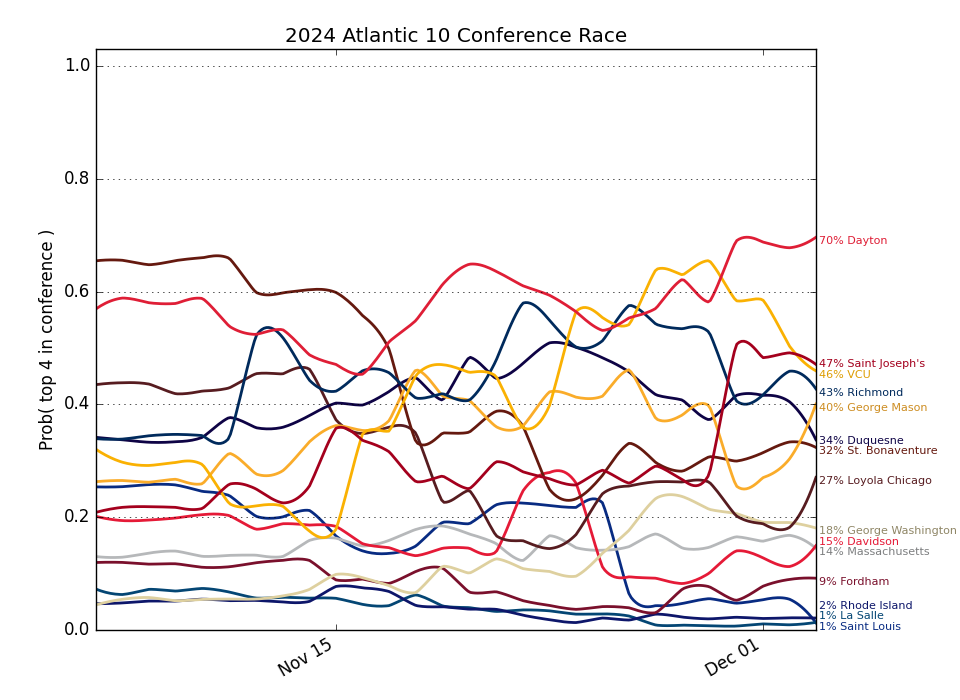 2024 Atlantic 10 Conference Race
Prob( top 4 in conference )
1.0
0.8
0.6
0.4
0.2
0.0
Nov 15
Dec 01
70% Dayton
47% Saint Joseph's
46% VCU
43% Richmond
40% George Mason
34% Duquesne
32% St. Bonaventure
27% Loyola Chicago
18% George Washington
15% Davidson
14% Massachusetts
9% Fordham
2% Rhode Island
1% La Salle
1% Saint Louis